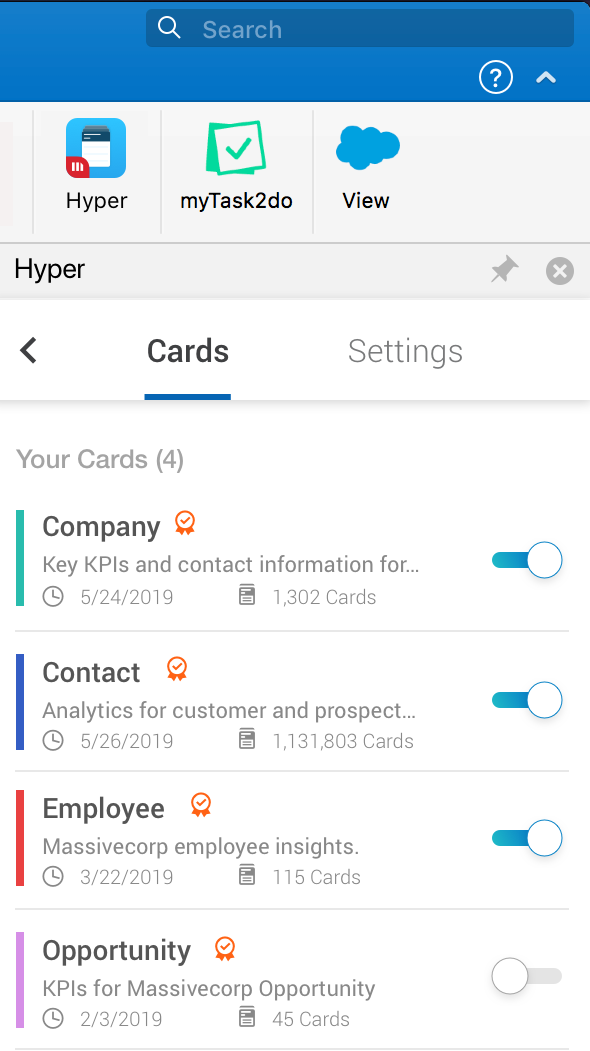 Search
?
Hyper
myTask2do
View
Hyper
Cards
Settings
Your Cards (4)
Company
Key KPIs and contact information for...
5/24/2019
1,302 Cards
Contact
Analytics for customer and prospect...
5/26/2019
1,131,803 Cards
Employee
Massivecorp employee insights.
3/22/2019
115 Cards
Opportunity
KPIs for Massivecorp Opportunity
2/3/2019
45 Cards